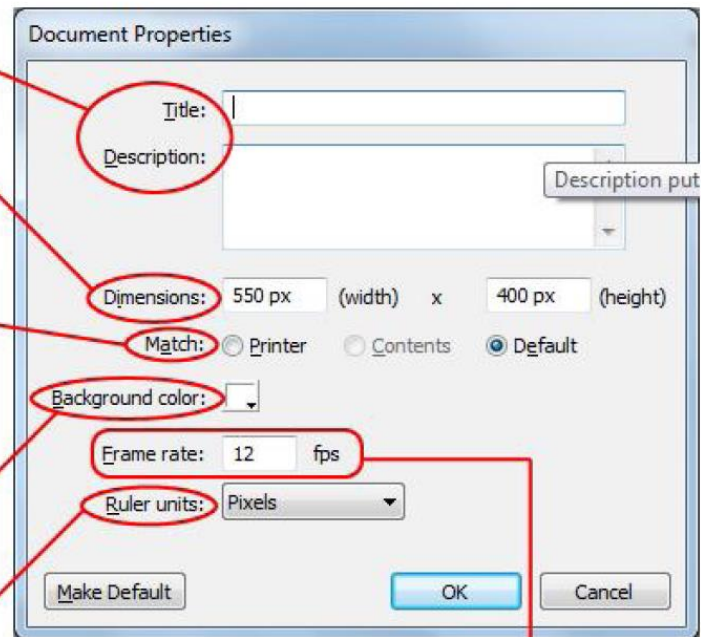 Document Properties
Title:
Description:
Description put
Dimensions: 550 px (width) x 400 px (height)
Match: Printer Contents Default
Background color:
Frame rate: 12 fps
Ruler units: Pixels
Make Default OK Cancel